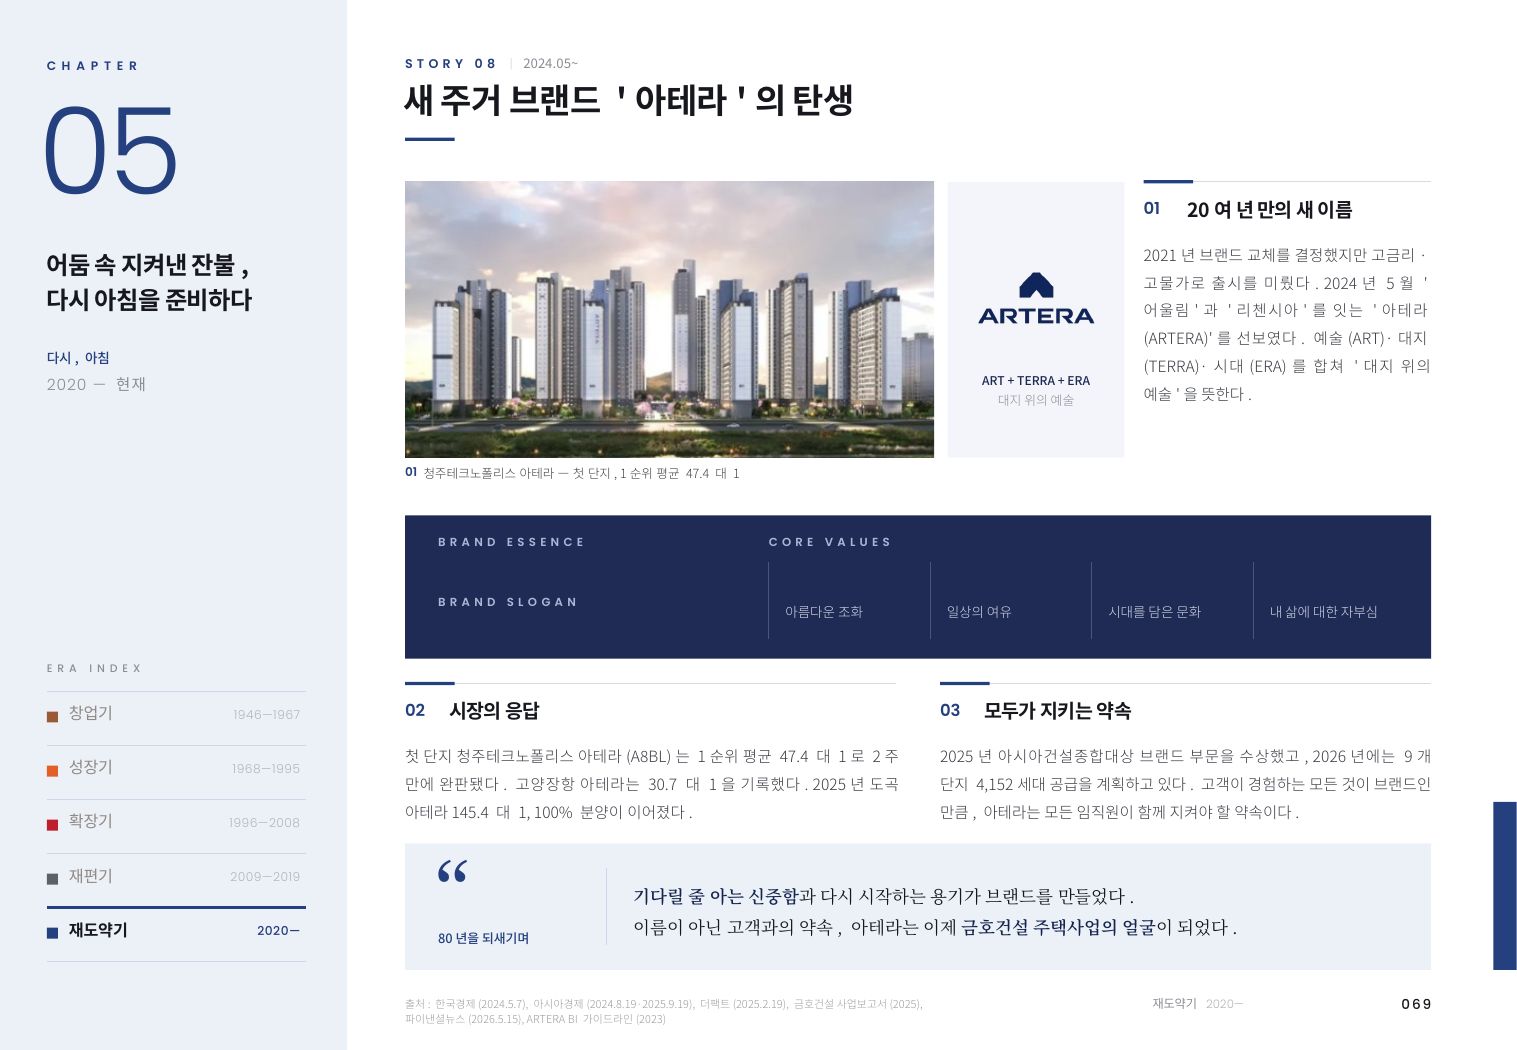 CHAPTER
05
어둠 속 지켜낸 잔불 ,
다시 아침을 준비하다
다시 , 아침
2020 — 현재
ERA INDEX
창업기 1946—1967
성장기 1968—1995
확장기 1996—2008
재편기 2009—2019
재도약기 2020—
STORY 08 | 2024.05~
새 주거 브랜드 ' 아테라 ' 의 탄생
ARTERA
ART + TERRA + ERA
대지 위의 예술
01 청주테크노폴리스 아테라 — 첫 단지 , 1 순위 평균 47.4 대 1
01 20 여 년 만의 새 이름
2021 년 브랜드 교체를 결정했지만 고금리 ·
고물가로 출시를 미뤘다 . 2024 년 5 월 '
어울림 ' 과 ' 리첸시아 ' 를 잇는 ' 아테라
(ARTERA)' 를 선보였다 . 예술 (ART)· 대지
(TERRA)· 시대 (ERA) 를 합쳐 ' 대지 위의
예술 ' 을 뜻한다 .
BRAND ESSENCE
BRAND SLOGAN
CORE VALUES
아름다운 조화 일상의 여유 시대를 담은 문화 내 삶에 대한 자부심
02 시장의 응답
첫 단지 청주테크노폴리스 아테라 (A8BL) 는 1 순위 평균 47.4 대 1 로 2 주
만에 완판됐다 . 고양장항 아테라는 30.7 대 1 을 기록했다 . 2025 년 도곡
아테라 145.4 대 1, 100% 분양이 이어졌다 .
03 모두가 지키는 약속
2025 년 아시아건설종합대상 브랜드 부문을 수상했고 , 2026 년에는 9 개
단지 4,152 세대 공급을 계획하고 있다 . 고객이 경험하는 모든 것이 브랜드인
만큼 , 아테라는 모든 임직원이 함께 지켜야 할 약속이다 .
“
80 년을 되새기며
기다릴 줄 아는 신중함과 다시 시작하는 용기가 브랜드를 만들었다 .
이름이 아닌 고객과의 약속 , 아테라는 이제 금호건설 주택사업의 얼굴이 되었다 .
출처 : 한국경제 (2024.5.7), 아시아경제 (2024.8.19·2025.9.19), 더팩트 (2025.2.19), 금호건설 사업보고서 (2025),
파이낸셜뉴스 (2026.5.15), ARTERA BI 가이드라인 (2023)
재도약기 2020—
069